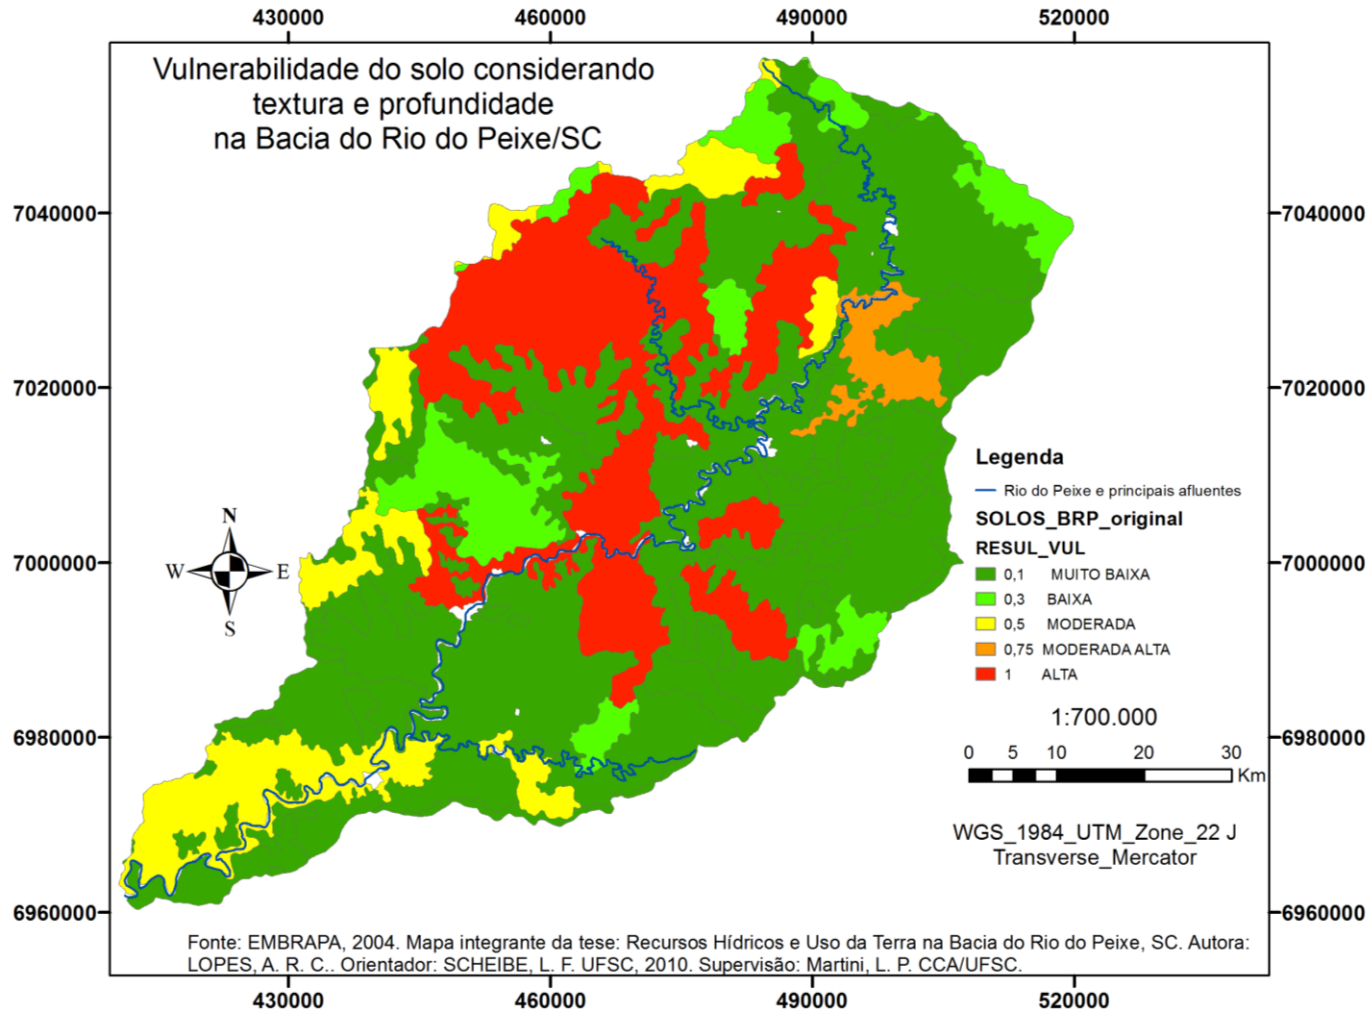 430000 460000 490000 520000
Vulnerabilidade do solo considerando
textura e profundidade
na Bacia do Rio do Peixe/SC
7040000 7040000
7020000 7020000
Legenda
Rio do Peixe e principais afluentes
SOLOS_BRP_original
RESUL_VUL
N
7000000 7000000
W E
S
0,1 MUITO BAIXA
0,3 BAIXA
0,5 MODERADA
0,75 MODERADA ALTA
1 ALTA
1:700.000
6980000 6980000
0 5 10 20 30
Km
WGS_1984_UTM_Zone_22 J
Transverse_Mercator
6960000 6960000
Fonte: EMBRAPA, 2004. Mapa integrante da tese: Recursos Hídricos e Uso da Terra na Bacia do Rio do Peixe, SC. Autora:
LOPES, A. R. C.. Orientador: SCHEIBE, L. F. UFSC, 2010. Supervisão: Martini, L. P. CCA/UFSC.
430000 460000 490000 520000